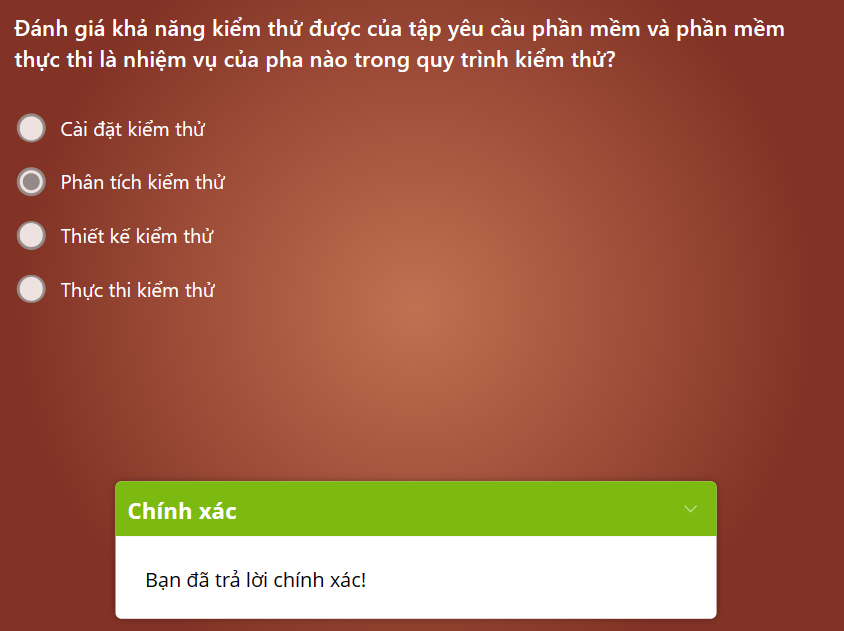 Đánh giá khả năng kiểm thử được của tập yêu cầu phần mềm và phần mềm
thực thi là nhiệm vụ của pha nào trong quy trình kiểm thử?
Cài đặt kiểm thử
Phân tích kiểm thử
Thiết kế kiểm thử
Thực thi kiểm thử
Chính xác
Bạn đã trả lời chính xác!